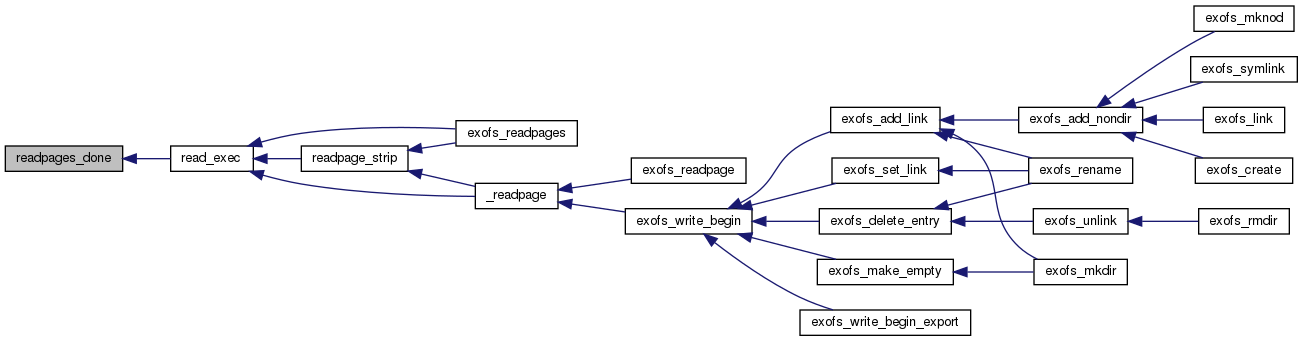 readpages_done
read_exec
exofs_readpages
readpage_strip
_readpage
exofs_readpage
exofs_write_begin
exofs_add_link
exofs_set_link
exofs_delete_entry
exofs_make_empty
exofs_write_begin_export
exofs_add_nondir
exofs_rename
exofs_unlink
exofs_mkdir
exofs_mknod
exofs_symlink
exofs_link
exofs_create
exofs_rmdir